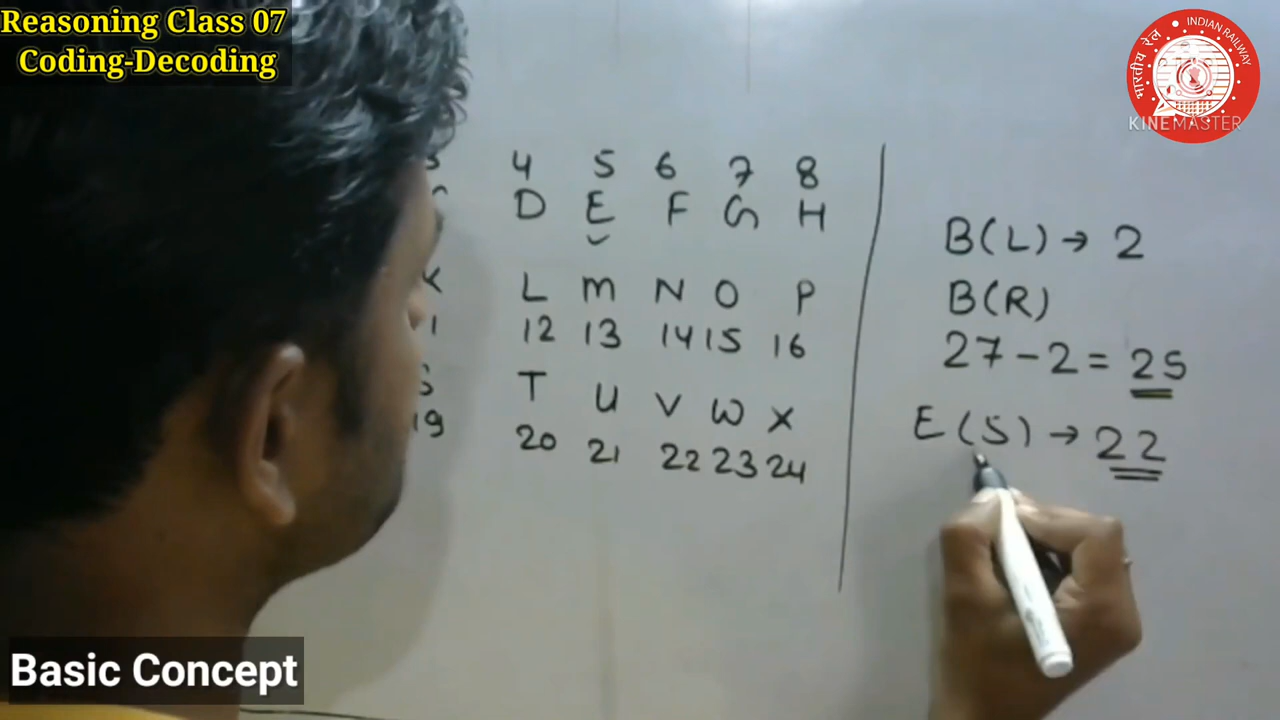 Reasoning Class 07
Coding-Decoding
भारतीय रेल INDIAN RAILWAY
KINEMASTER
4 5 6 7 8
D E F G H
L M N O P
12 13 14 15 16
T U V W X
19 20 21 22 23 24
B(L) → 2
B(R)
27 - 2 = 25
E (5) → 22
Basic Concept